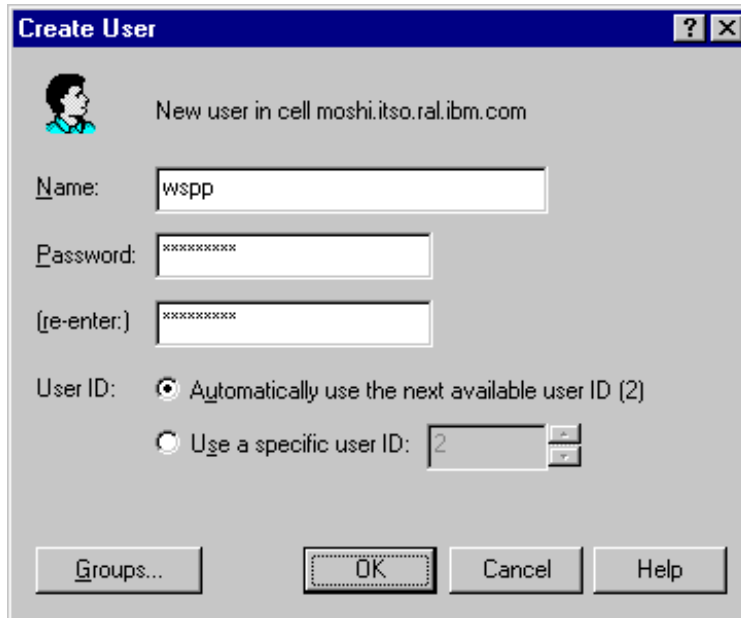 Create User
New user in cell moshi.itso.ral.ibm.com
Name: wspp
Password: *********
(re-enter:) *********
User ID: Automatically use the next available user ID (2)
Use a specific user ID: 2
Groups... OK Cancel Help